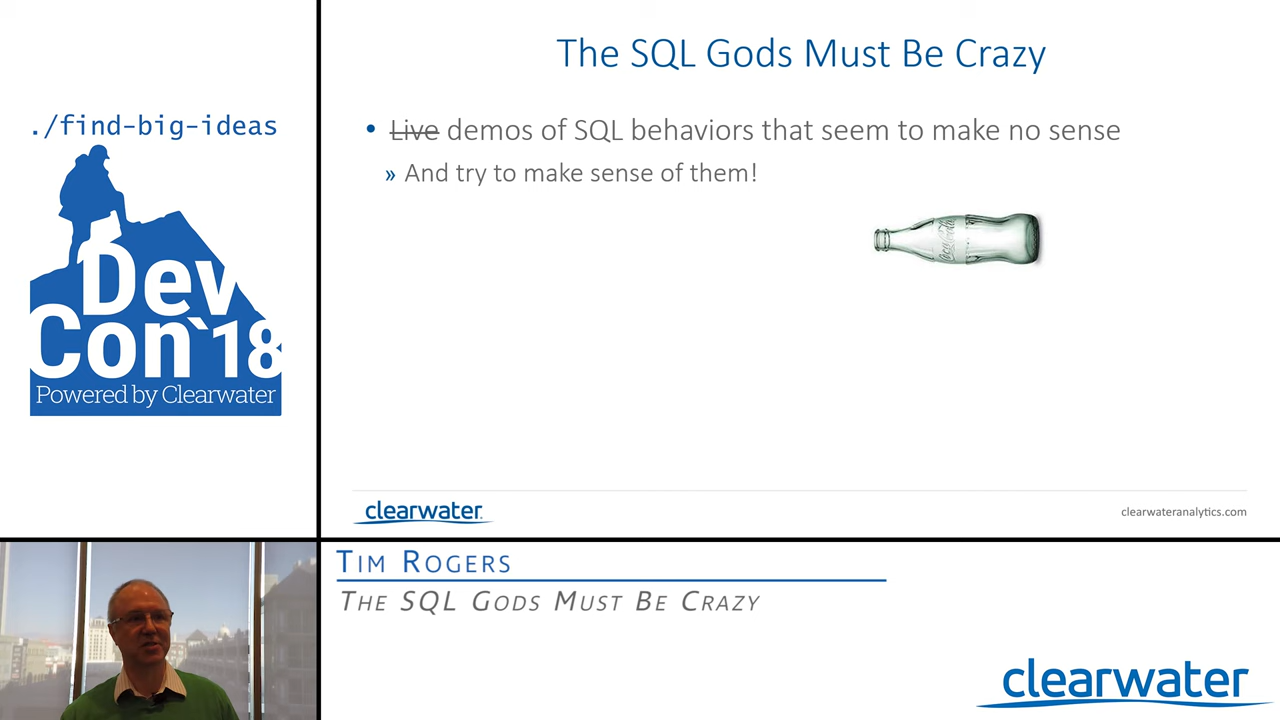 ./find-big-ideas
Dev
Con`18
Powered by Clearwater
The SQL Gods Must Be Crazy
• Live demos of SQL behaviors that seem to make no sense
» And try to make sense of them!
Coca-Cola
clearwater
clearwateranalytics.com
Tim Rogers
The SQL Gods Must Be Crazy
clearwater